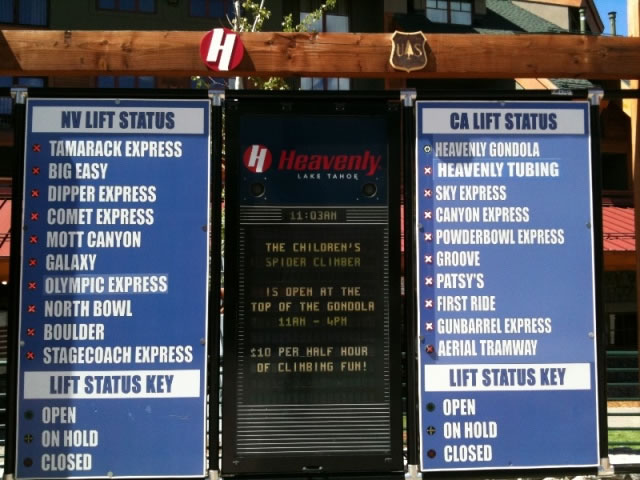 H
U S
NV LIFT STATUS
TAMARACK EXPRESS
BIG EASY
DIPPER EXPRESS
COMET EXPRESS
MOTT CANYON
GALAXY
OLYMPIC EXPRESS
NORTH BOWL
BOULDER
STAGECOACH EXPRESS
LIFT STATUS KEY
OPEN
ON HOLD
CLOSED
H Heavenly
LAKE TAHOE
11:03AM
THE CHILDREN'S
SPIDER CLIMBER
IS OPEN AT THE
TOP OF THE GONDOLA
11AM - 4PM
$10 PER HALF HOUR
OF CLIMBING FUN!
CA LIFT STATUS
HEAVENLY GONDOLA
HEAVENLY TUBING
SKY EXPRESS
CANYON EXPRESS
POWDERBOWL EXPRESS
GROOVE
PATSY'S
FIRST RIDE
GUNBARREL EXPRESS
AERIAL TRAMWAY
LIFT STATUS KEY
OPEN
ON HOLD
CLOSED